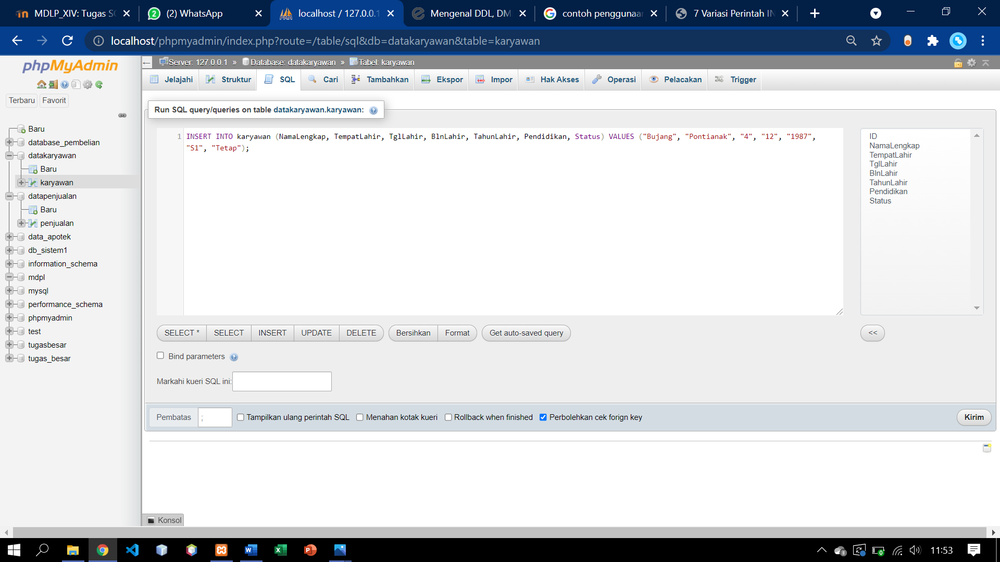 MDLP_XIV: Tugas S
(2) WhatsApp
localhost / 127.0.0.1
Mengenal DDL, DM
contoh penggunaan
7 Variasi Perintah IN
localhost/phpmyadmin/index.php?route=/table/sql&db=datakaryawan&table=karyawan
phpMyAdmin
Terbaru Favorit
Baru
database_pembelian
datakaryawan
Baru
karyawan
datapenjualan
Baru
penjualan
data_apotek
db_sistem1
information_schema
mdpl
mysql
performance_schema
phpmyadmin
test
tugasbesar
tugas_besar
Server: 127.0.0.1 » Database: datakaryawan » Tabel: karyawan
Jelajahi Struktur SQL Cari Tambahkan Ekspor Impor Hak Akses Operasi Pelacakan Trigger
Run SQL query/queries on table datakaryawan.karyawan:
1 INSERT INTO karyawan (NamaLengkap, TempatLahir, TglLahir, BlnLahir, TahunLahir, Pendidikan, Status) VALUES ("Bujang", "Pontianak", "4", "12", "1987",
"S1", "Tetap");
ID
NamaLengkap
TempatLahir
TglLahir
BlnLahir
TahunLahir
Pendidikan
Status
SELECT * SELECT INSERT UPDATE DELETE Bersihkan Format Get auto-saved query <<
Bind parameters
Markahi kueri SQL ini:
Pembatas ; Tampilkan ulang perintah SQL Menahan kotak kueri Rollback when finished Perbolehkan cek forign key Kirim
Konsol
11:53